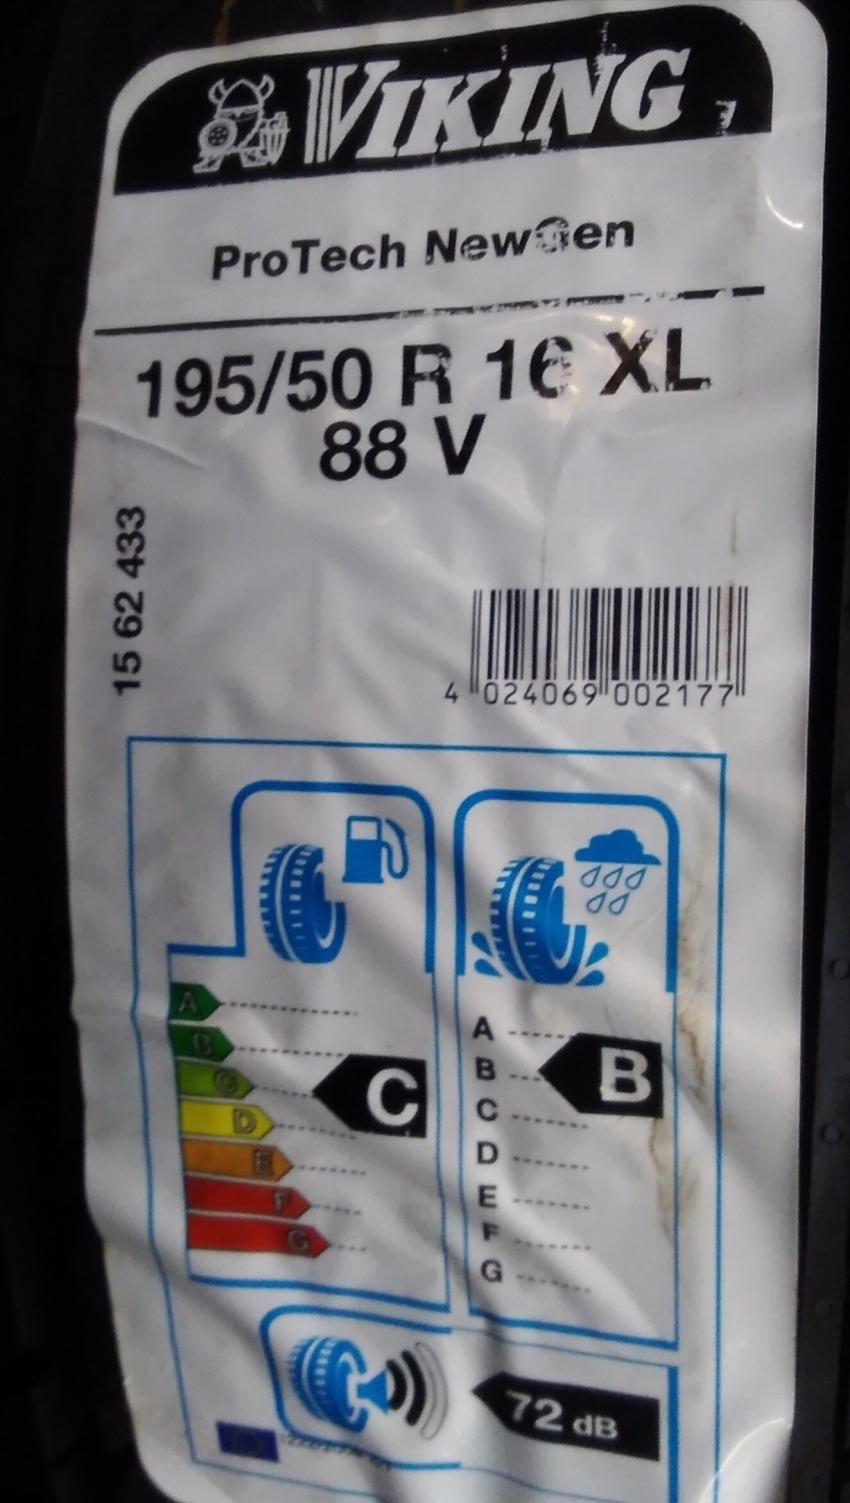 VIKING
ProTech NewGen
195/50 R 16 XL
88 V
15 62 433
4 024069 002177
A
B
C
D
E
F
G
C
A
B
C
D
E
F
G
B
72 dB